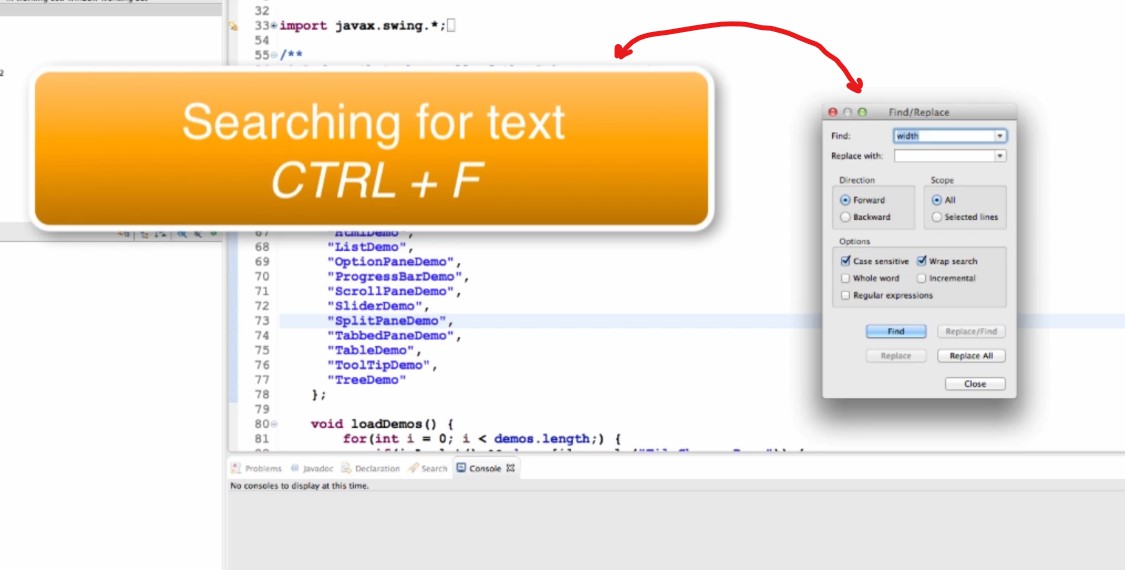 32
33 import javax.swing.*;
54
55 /**
Searching for text
CTRL + F
67 "HtmlDemo",
68 "ListDemo",
69 "OptionPaneDemo",
70 "ProgressBarDemo",
71 "ScrollPaneDemo",
72 "SliderDemo",
73 "SplitPaneDemo",
74 "TabbedPaneDemo",
75 "TableDemo",
76 "ToolTipDemo",
77 "TreeDemo"
78 };
79
80 void loadDemos() {
81 for(int i = 0; i < demos.length;) {
Find/Replace
Find: width
Replace with:
Direction Scope
Forward All
Backward Selected lines
Options
Case sensitive Wrap search
Whole word Incremental
Regular expressions
Find Replace/Find
Replace Replace All
Close
Problems Javadoc Declaration Search Console
No consoles to display at this time.